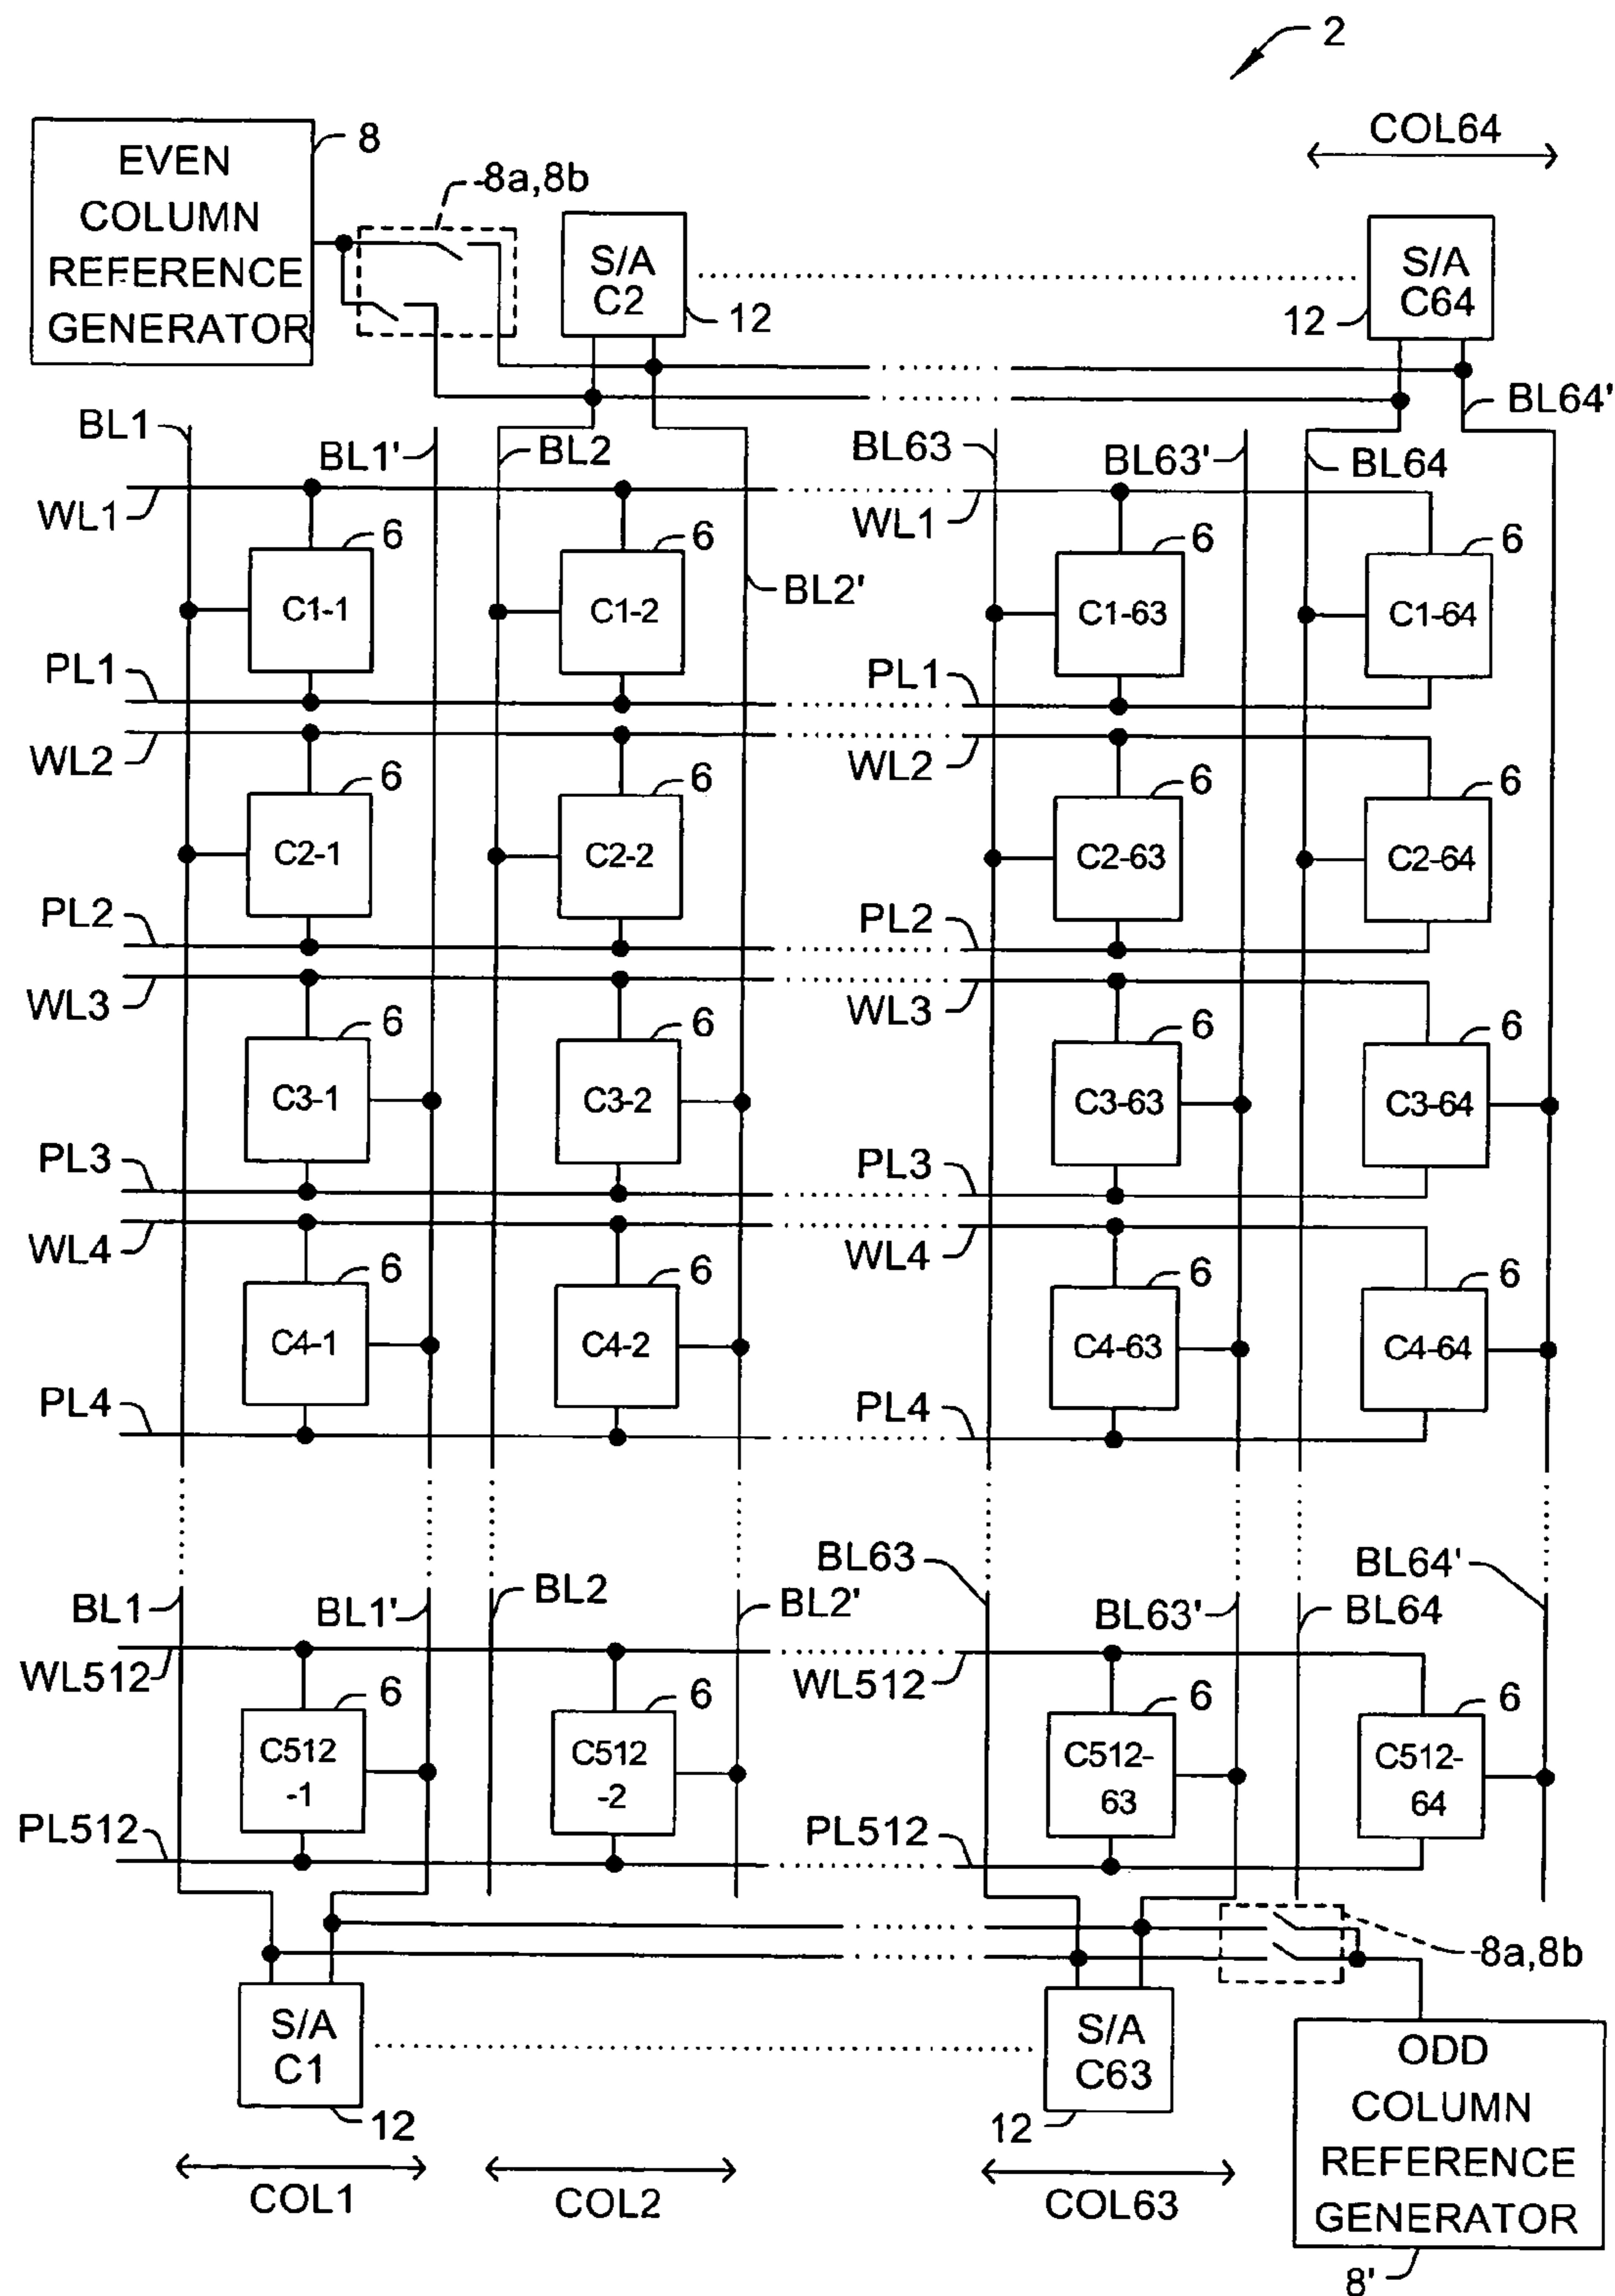 2
COL64
EVEN
COLUMN
REFERENCE
GENERATOR
8
8a,8b
S/A
C2
12
S/A
C64
12
BL1
BL1'
BL2
BL63
BL63'
BL64
BL64'
WL1
WL1
6
6
6
6
C1-1
C1-2
BL2'
C1-63
C1-64
PL1
PL1
WL2
WL2
6
6
6
6
C2-1
C2-2
C2-63
C2-64
PL2
PL2
WL3
WL3
6
6
6
6
C3-1
C3-2
C3-63
C3-64
PL3
PL3
WL4
WL4
6
6
6
6
C4-1
C4-2
C4-63
C4-64
PL4
PL4
BL1
BL1'
BL2
BL2'
BL63
BL63'
BL64
BL64'
WL512
WL512
6
6
6
6
C512
-1
C512
-2
C512-
63
C512-
64
PL512
PL512
8a,8b
S/A
C1
12
S/A
C63
12
ODD
COLUMN
REFERENCE
GENERATOR
8'
COL1
COL2
COL63